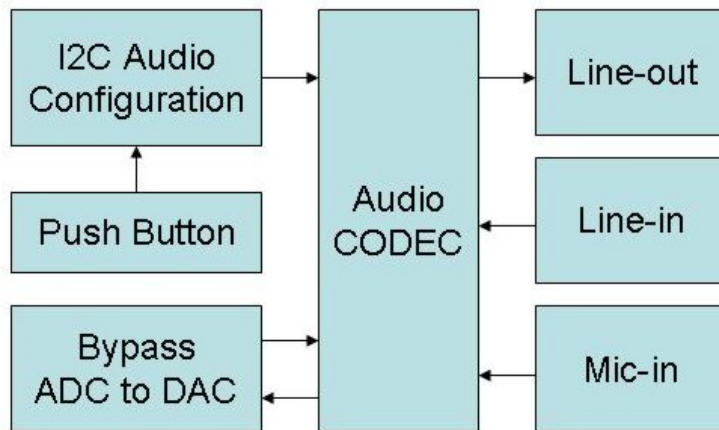 I2C Audio
Configuration
Push Button
Bypass
ADC to DAC
Audio
CODEC
Line-out
Line-in
Mic-in